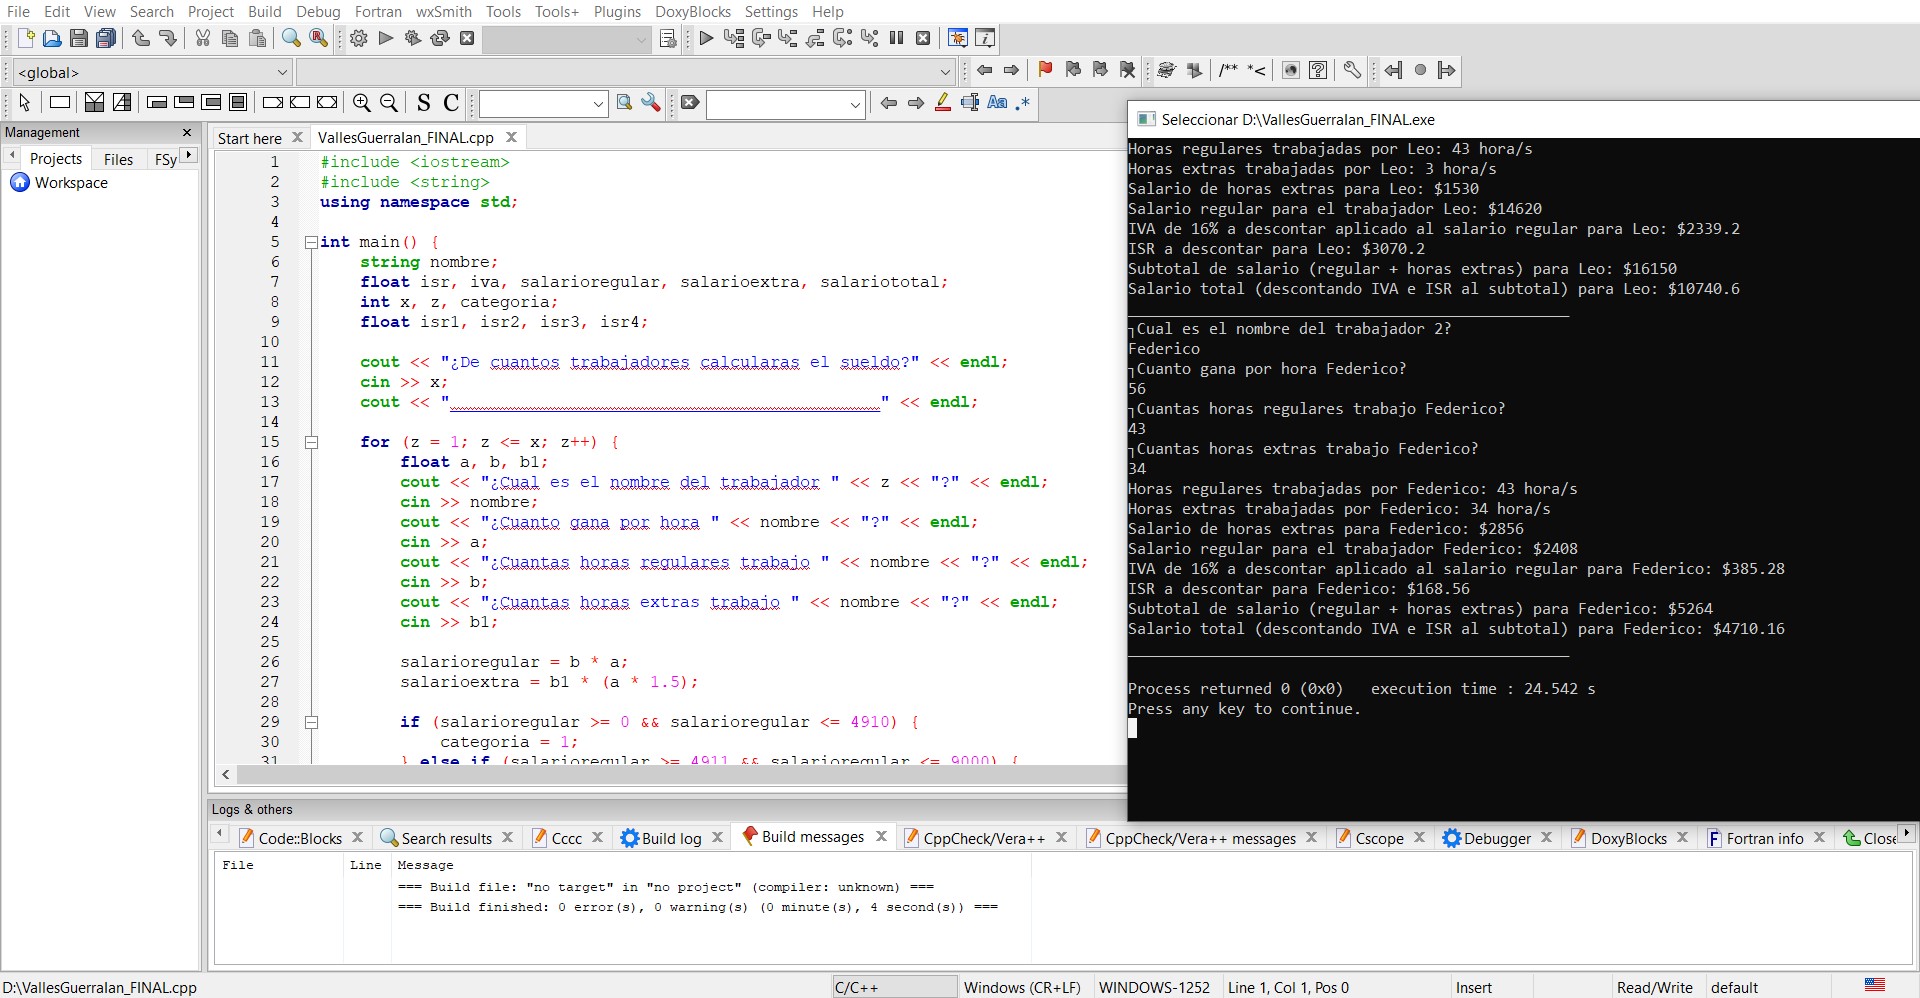 File Edit View Search Project Build Debug Fortran wxSmith Tools Tools+ Plugins DoxyBlocks Settings Help
<global>
/** *<
S C
Aa .*
Management
Projects Files FSy
Workspace
Start here VallesGuerraIan_FINAL.cpp
1 #include <iostream>
2 #include <string>
3 using namespace std;
4
5 int main() {
6 string nombre;
7 float isr, iva, salarioregular, salarioextra, salariototal;
8 int x, z, categoria;
9 float isr1, isr2, isr3, isr4;
10
11 cout << "¿De cuantos trabajadores calcularas el sueldo?" << endl;
12 cin >> x;
13 cout << "___________________________________________" << endl;
14
15 for (z = 1; z <= x; z++) {
16 float a, b, b1;
17 cout << "¿Cual es el nombre del trabajador " << z << "?" << endl;
18 cin >> nombre;
19 cout << "¿Cuanto gana por hora " << nombre << "?" << endl;
20 cin >> a;
21 cout << "¿Cuantas horas regulares trabajo " << nombre << "?" << endl;
22 cin >> b;
23 cout << "¿Cuantas horas extras trabajo " << nombre << "?" << endl;
24 cin >> b1;
25
26 salarioregular = b * a;
27 salarioextra = b1 * (a * 1.5);
28
29 if (salarioregular >= 0 && salarioregular <= 4910) {
30 categoria = 1;
31 } else if (salarioregular >= 4911 && salarioregular <= 9000) {
Seleccionar D:\VallesGuerraIan_FINAL.exe
Horas regulares trabajadas por Leo: 43 hora/s
Horas extras trabajadas por Leo: 3 hora/s
Salario de horas extras para Leo: $1530
Salario regular para el trabajador Leo: $14620
IVA de 16% a descontar aplicado al salario regular para Leo: $2339.2
ISR a descontar para Leo: $3070.2
Subtotal de salario (regular + horas extras) para Leo: $16150
Salario total (descontando IVA e ISR al subtotal) para Leo: $10740.6
_________________________________________________
┐Cual es el nombre del trabajador 2?
Federico
┐Cuanto gana por hora Federico?
56
┐Cuantas horas regulares trabajo Federico?
43
┐Cuantas horas extras trabajo Federico?
34
Horas regulares trabajadas por Federico: 43 hora/s
Horas extras trabajadas por Federico: 34 hora/s
Salario de horas extras para Federico: $2856
Salario regular para el trabajador Federico: $2408
IVA de 16% a descontar aplicado al salario regular para Federico: $385.28
ISR a descontar para Federico: $168.56
Subtotal de salario (regular + horas extras) para Federico: $5264
Salario total (descontando IVA e ISR al subtotal) para Federico: $4710.16
_________________________________________________
Process returned 0 (0x0)   execution time : 24.542 s
Press any key to continue.
Logs & others
Code::Blocks Search results Cccc Build log Build messages CppCheck/Vera++ CppCheck/Vera++ messages Cscope Debugger DoxyBlocks Fortran info Close
File Line Message
=== Build file: "no target" in "no project" (compiler: unknown) ===
=== Build finished: 0 error(s), 0 warning(s) (0 minute(s), 4 second(s)) ===
D:\VallesGuerraIan_FINAL.cpp C/C++ Windows (CR+LF) WINDOWS-1252 Line 1, Col 1, Pos 0 Insert Read/Write default